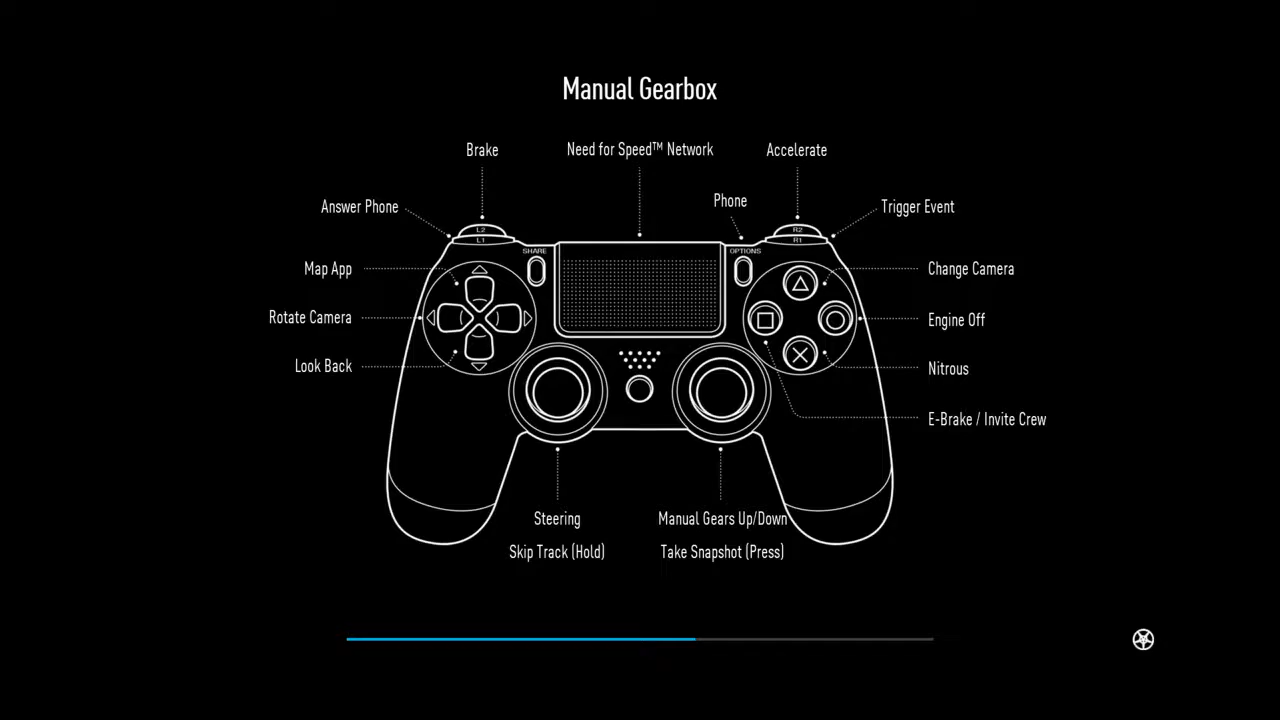 Manual Gearbox
Brake
Need for Speed™ Network
Accelerate
Answer Phone
Phone
Trigger Event
L2
R2
L1
R1
SHARE
OPTIONS
Map App
Change Camera
Rotate Camera
Engine Off
Look Back
Nitrous
E-Brake / Invite Crew
Steering
Manual Gears Up/Down
Skip Track (Hold)
Take Snapshot (Press)